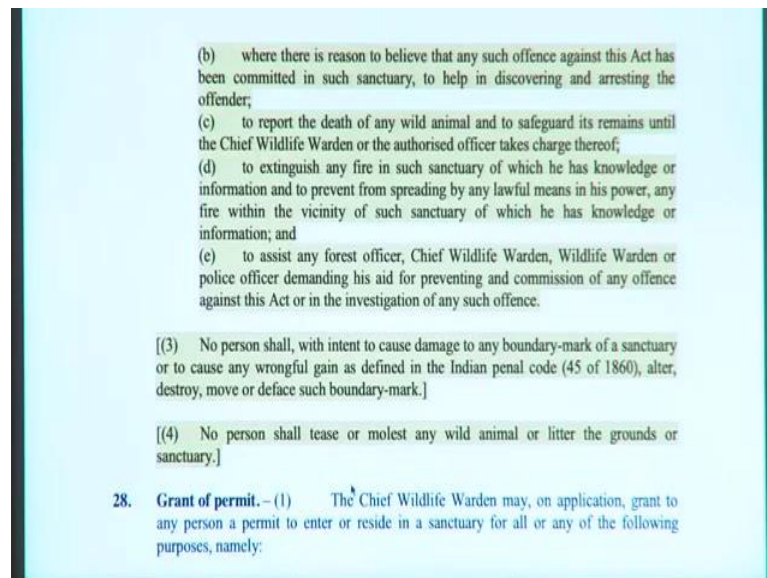 (b) where there is reason to believe that any such offence against this Act has
been committed in such sanctuary, to help in discovering and arresting the
offender;
(c) to report the death of any wild animal and to safeguard its remains until
the Chief Wildlife Warden or the authorised officer takes charge thereof;
(d) to extinguish any fire in such sanctuary of which he has knowledge or
information and to prevent from spreading by any lawful means in his power, any
fire within the vicinity of such sanctuary of which he has knowledge or
information; and
(e) to assist any forest officer, Chief Wildlife Warden, Wildlife Warden or
police officer demanding his aid for preventing and commission of any offence
against this Act or in the investigation of any such offence.
[(3) No person shall, with intent to cause damage to any boundary-mark of a sanctuary
or to cause any wrongful gain as defined in the Indian penal code (45 of 1860), alter,
destroy, move or deface such boundary-mark.]
[(4) No person shall tease or molest any wild animal or litter the grounds or
sanctuary.]
28. Grant of permit. – (1) The Chief Wildlife Warden may, on application, grant to
any person a permit to enter or reside in a sanctuary for all or any of the following
purposes, namely: